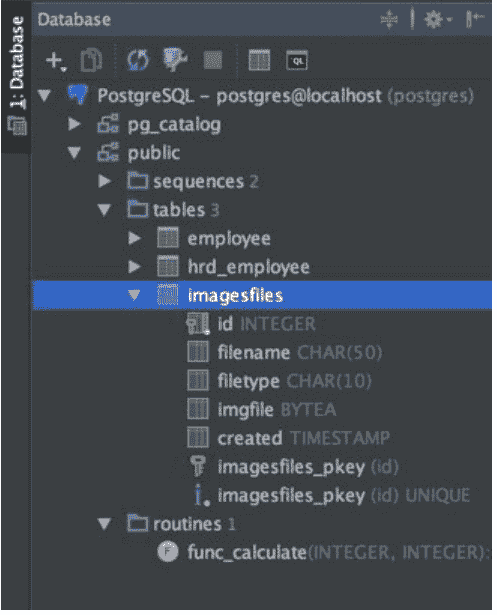 Database
1: Database
QL
PostgreSQL – postgres@localhost (postgres)
pg_catalog
public
sequences 2
tables 3
employee
hrd_employee
imagesfiles
id INTEGER
filename CHAR(50)
filetype CHAR(10)
imgfile BYTEA
created TIMESTAMP
imagesfiles_pkey (id)
imagesfiles_pkey (id) UNIQUE
routines 1
F func_calculate(INTEGER, INTEGER):